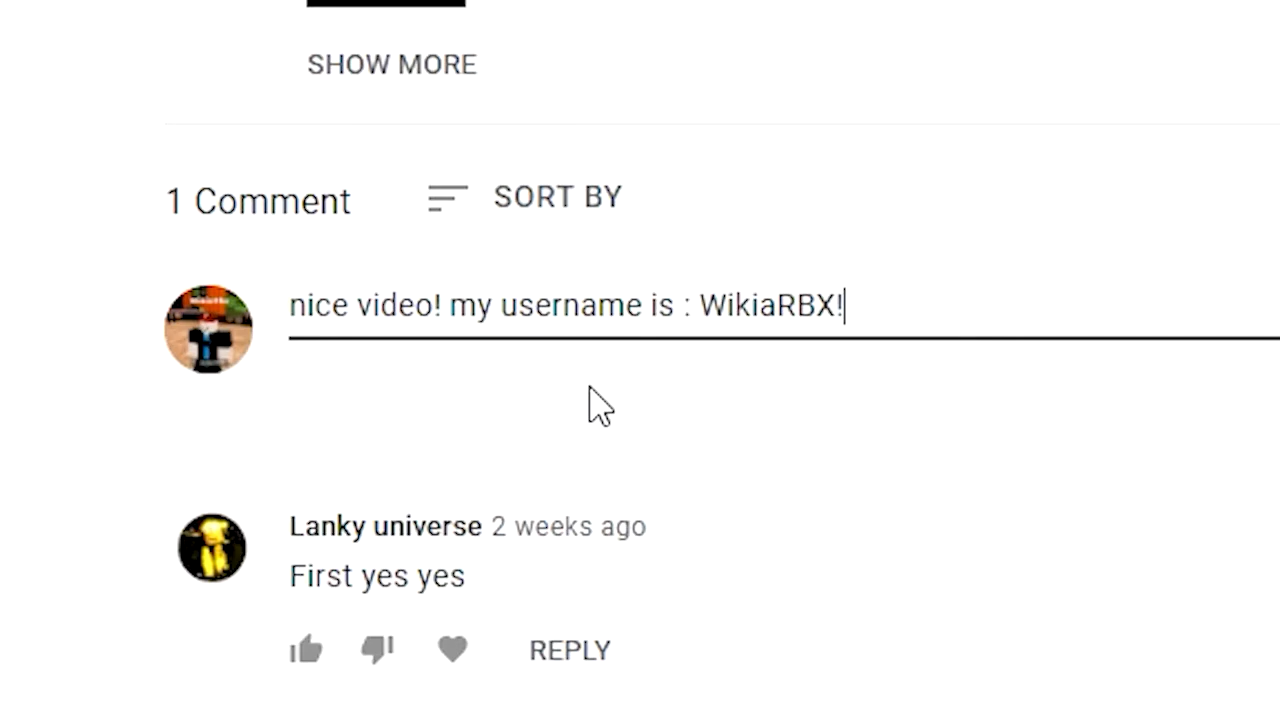 SHOW MORE
1 Comment
SORT BY
nice video! my username is : WikiaRBX!
Lanky universe 2 weeks ago
First yes yes
REPLY